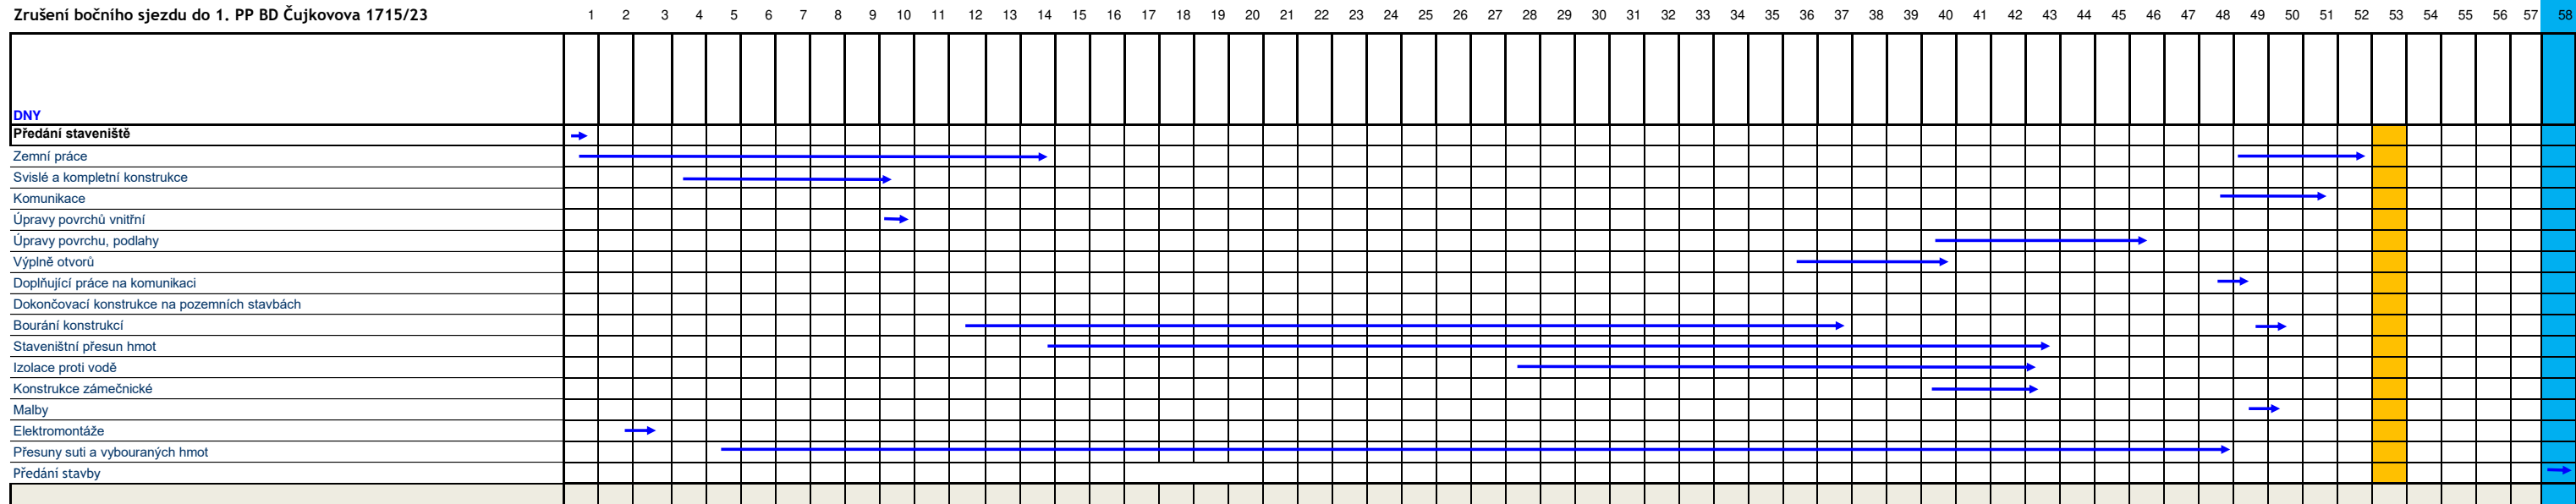 Zrušení bočního sjezdu do 1. PP BD Čujkovova 1715/23 1 2 3 4 5 6 7 8 9 10 11 12 13 14 15 16 17 18 19 20 21 22 23 24 25 26 27 28 29 30 31 32 33 34 35 36 37 38 39 40 41 42 43 44 45 46 47 48 49 50 51 52 53 54 55 56 57 58
DNY
Předání staveniště
Zemní práce
Svislé a kompletní konstrukce
Komunikace
Úpravy povrchů vnitřní
Úpravy povrchu, podlahy
Výplně otvorů
Doplňující práce na komunikaci
Dokončovací konstrukce na pozemních stavbách
Bourání konstrukcí
Staveništní přesun hmot
Izolace proti vodě
Konstrukce zámečnické
Malby
Elektromontáže
Přesuny suti a vybouraných hmot
Předání stavby